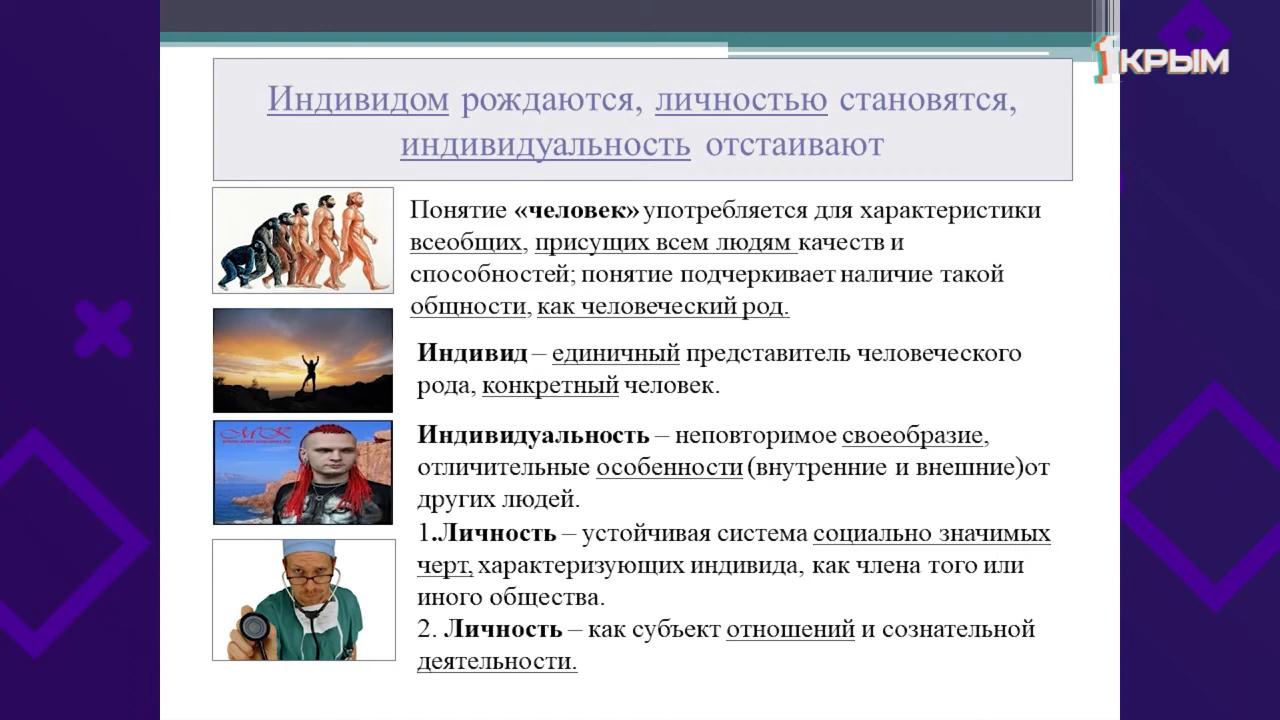 1КРЫМ
Индивидом рождаются, личностью становятся,
индивидуальность отстаивают
Понятие «человек» употребляется для характеристики
всеобщих, присущих всем людям качеств и
способностей; понятие подчеркивает наличие такой
общности, как человеческий род.
Индивид – единичный представитель человеческого
рода, конкретный человек.
МК
Индивидуальность – неповторимое своеобразие,
отличительные особенности (внутренние и внешние)от
других людей.
1.Личность – устойчивая система социально значимых
черт, характеризующих индивида, как члена того или
иного общества.
2. Личность – как субъект отношений и сознательной
деятельности.